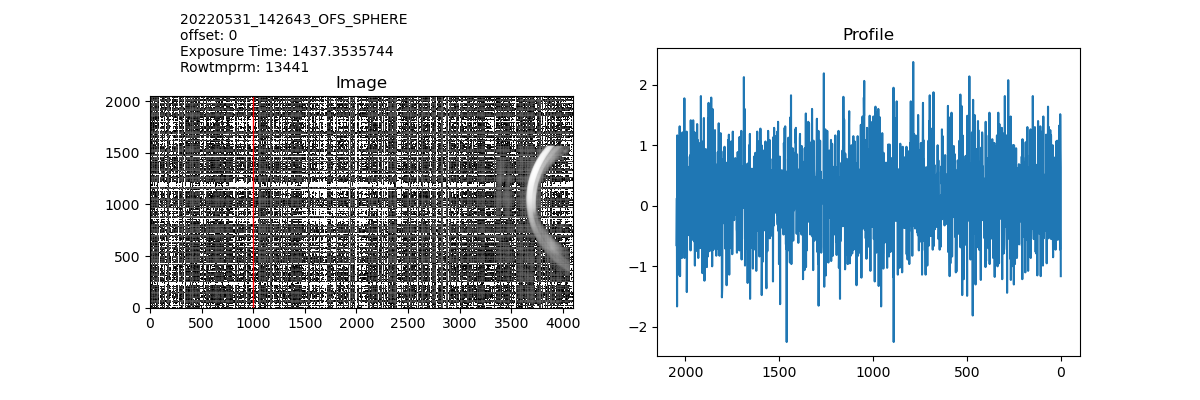 20220531_142643_OFS_SPHERE
offset: 0
Exposure Time: 1437.3535744
Rowtmprm: 13441
Image
2000
1500
1000
500
0
0 500 1000 1500 2000 2500 3000 3500 4000
Profile
2
1
0
−1
−2
2000 1500 1000 500 0